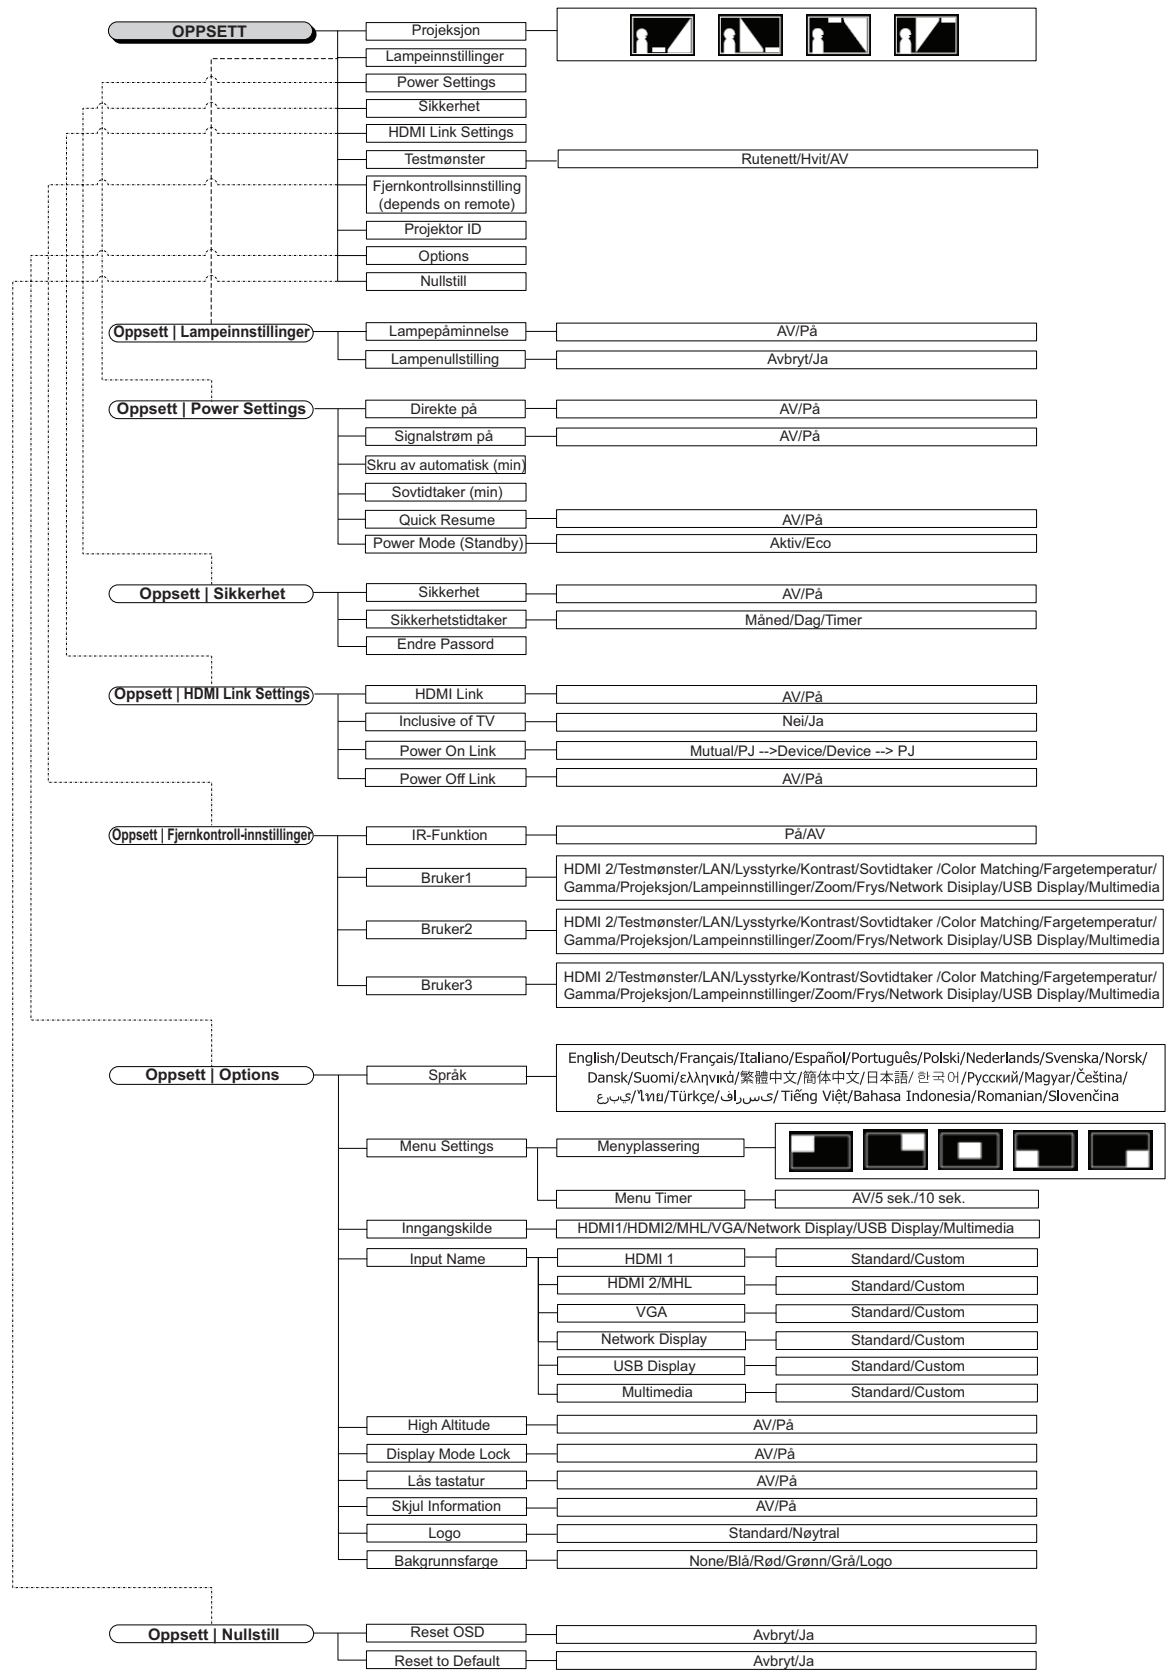 OPPSETT
Projeksjon
Lampeinnstillinger
Power Settings
Sikkerhet
HDMI Link Settings
Testmønster
Rutenett/Hvit/AV
Fjernkontrollsinnstilling
(depends on remote)
Projektor ID
Options
Nullstill
Oppsett | Lampeinnstillinger
Lampepåminnelse
AV/På
Lampenullstilling
Avbryt/Ja
Oppsett | Power Settings
Direkte på
AV/På
Signalstrøm på
AV/På
Skru av automatisk (min)
Sovtidtaker (min)
Quick Resume
AV/På
Power Mode (Standby)
Aktiv/Eco
Oppsett | Sikkerhet
Sikkerhet
AV/På
Sikkerhetstidtaker
Måned/Dag/Timer
Endre Passord
Oppsett | HDMI Link Settings
HDMI Link
AV/På
Inclusive of TV
Nei/Ja
Power On Link
Mutual/PJ -->Device/Device --> PJ
Power Off Link
AV/På
Oppsett | Fjernkontroll-innstillinger
IR-Funktion
På/AV
Bruker1
HDMI 2/Testmønster/LAN/Lysstyrke/Kontrast/Sovtidtaker /Color Matching/Fargetemperatur/
Gamma/Projeksjon/Lampeinnstillinger/Zoom/Frys/Network Disiplay/USB Display/Multimedia
Bruker2
HDMI 2/Testmønster/LAN/Lysstyrke/Kontrast/Sovtidtaker /Color Matching/Fargetemperatur/
Gamma/Projeksjon/Lampeinnstillinger/Zoom/Frys/Network Disiplay/USB Display/Multimedia
Bruker3
HDMI 2/Testmønster/LAN/Lysstyrke/Kontrast/Sovtidtaker /Color Matching/Fargetemperatur/
Gamma/Projeksjon/Lampeinnstillinger/Zoom/Frys/Network Disiplay/USB Display/Multimedia
Oppsett | Options
Språk
English/Deutsch/Français/Italiano/Español/Português/Polski/Nederlands/Svenska/Norsk/
Dansk/Suomi/ελληνικά/繁體中文/簡体中文/日本語/한국어/Русский/Magyar/Čeština/
يبرع/ไทย/Türkçe/ىسراف/Tiếng Việt/Bahasa Indonesia/Romanian/Slovenčina
Menu Settings
Menyplassering
Menu Timer
AV/5 sek./10 sek.
Inngangskilde
HDMI1/HDMI2/MHL/VGA/Network Display/USB Display/Multimedia
Input Name
HDMI 1
Standard/Custom
HDMI 2/MHL
Standard/Custom
VGA
Standard/Custom
Network Display
Standard/Custom
USB Display
Standard/Custom
Multimedia
Standard/Custom
High Altitude
AV/På
Display Mode Lock
AV/På
Lås tastatur
AV/På
Skjul Information
AV/På
Logo
Standard/Nøytral
Bakgrunnsfarge
None/Blå/Rød/Grønn/Grå/Logo
Oppsett | Nullstill
Reset OSD
Avbryt/Ja
Reset to Default
Avbryt/Ja